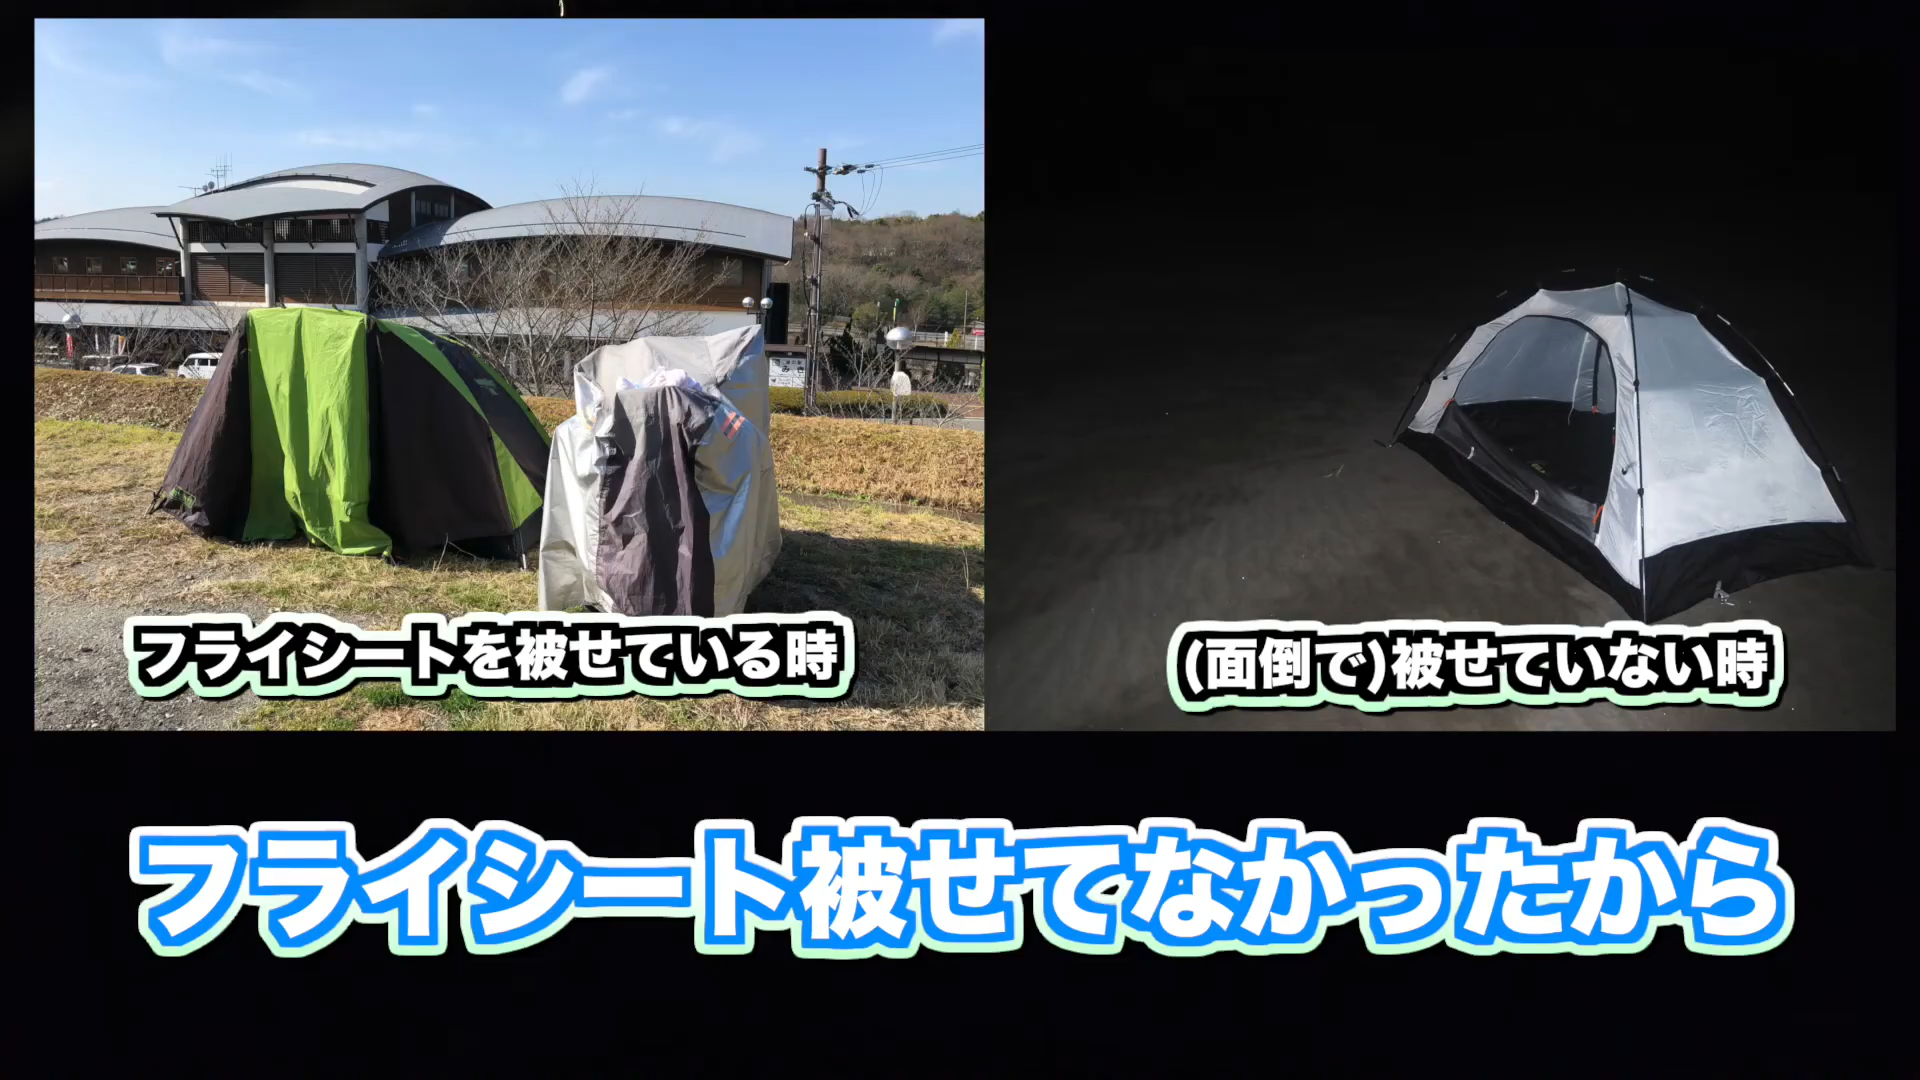 フライシートを被せている時
(面倒で)被せていない時
フライシート被せてなかったから